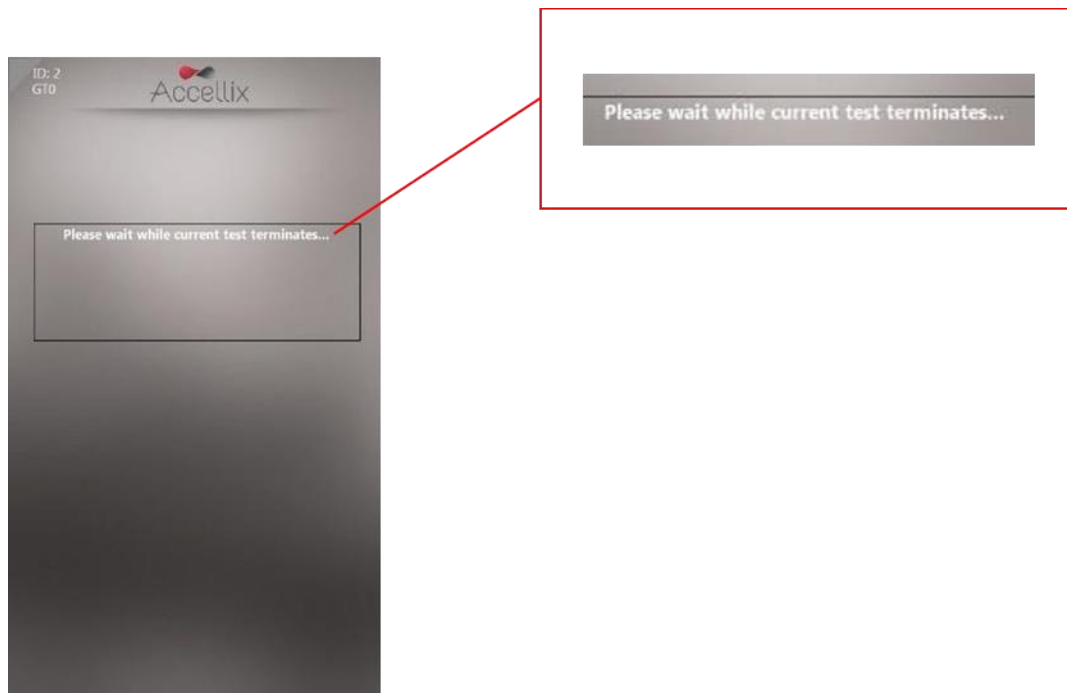 ID: 2
GT0
Accellix
Please wait while current test terminates...
Please wait while current test terminates...